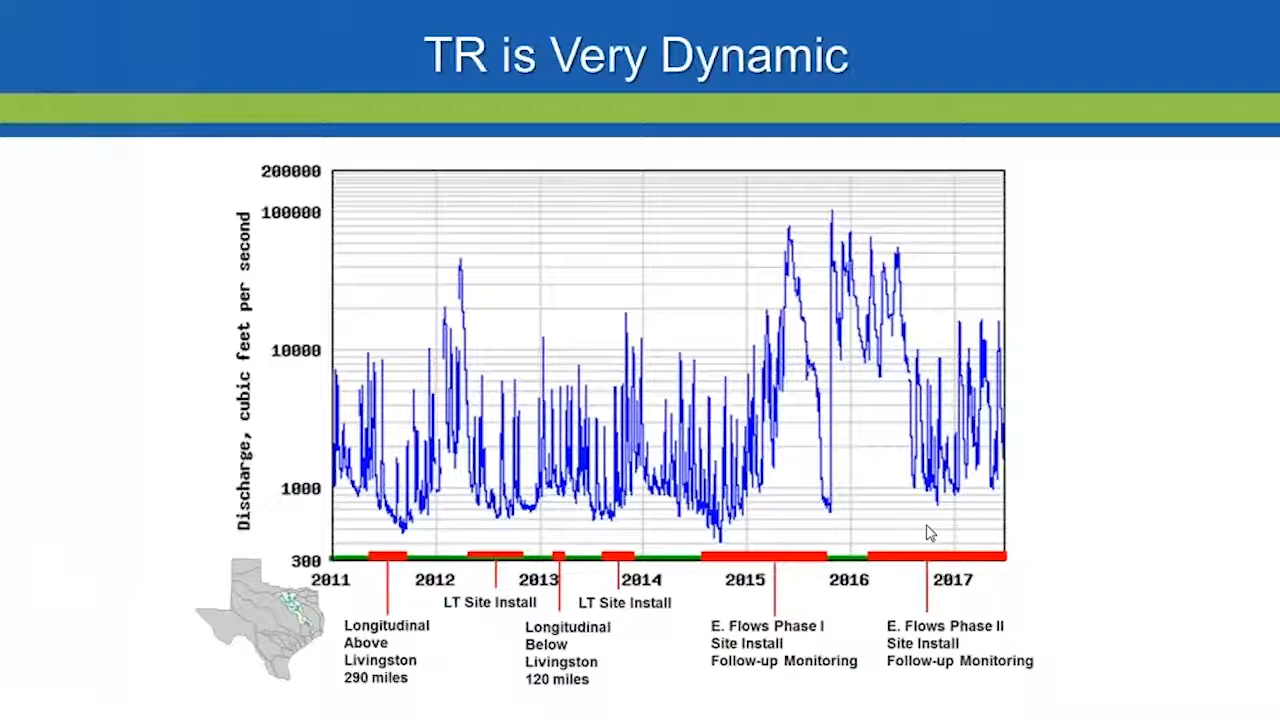 TR is Very Dynamic
200000
100000
10000
1000
300
Discharge, cubic feet per second
2011 2012 2013 2014 2015 2016 2017
LT Site Install
LT Site Install
Longitudinal
Above
Livingston
290 miles
Longitudinal
Below
Livingston
120 miles
E. Flows Phase I
Site Install
Follow-up Monitoring
E. Flows Phase II
Site Install
Follow-up Monitoring